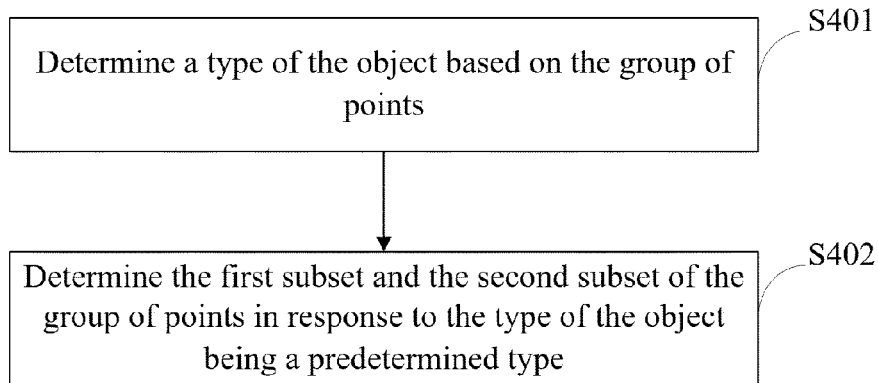 S401
Determine a type of the object based on the group of
points
S402
Determine the first subset and the second subset of the
group of points in response to the type of the object
being a predetermined type